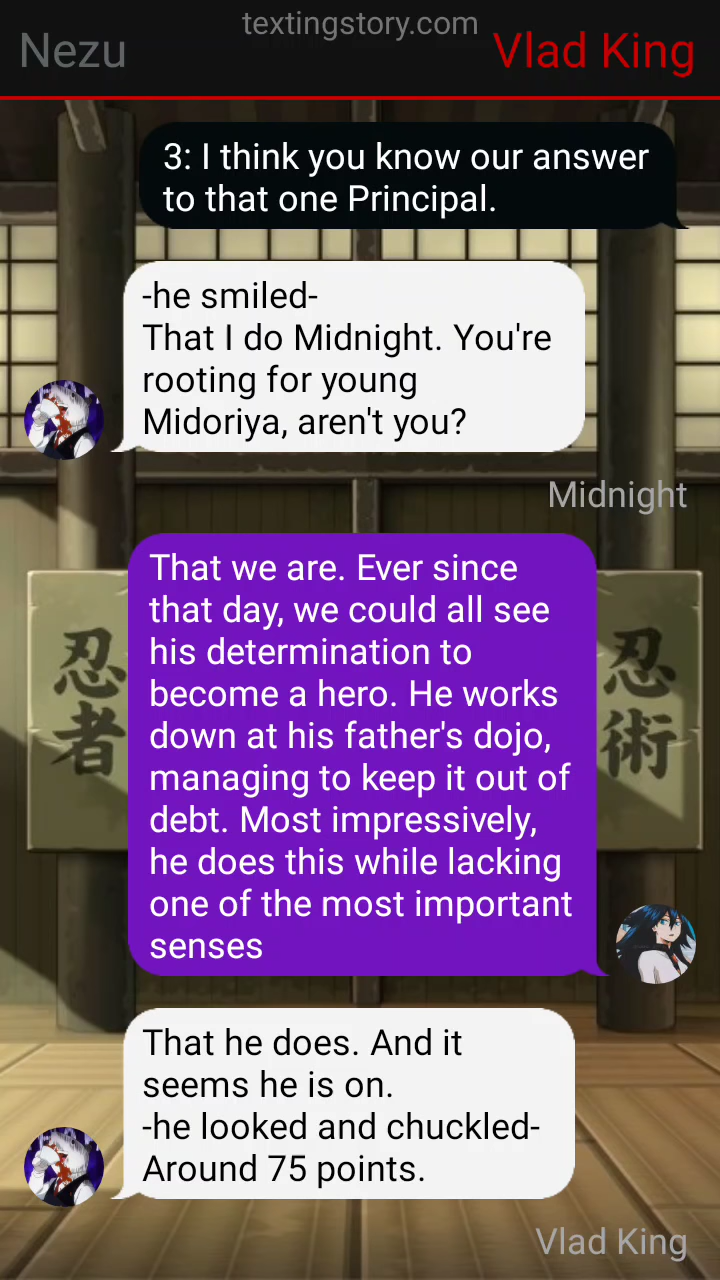 textingstory.com
Nezu
Vlad King
3: I think you know our answer
to that one Principal.
-he smiled-
That I do Midnight. You're
rooting for young
Midoriya, aren't you?
Midnight
That we are. Ever since
that day, we could all see
his determination to
become a hero. He works
down at his father's dojo,
managing to keep it out of
debt. Most impressively,
he does this while lacking
one of the most important
senses
忍者
忍術
That he does. And it
seems he is on.
-he looked and chuckled-
Around 75 points.
Vlad King